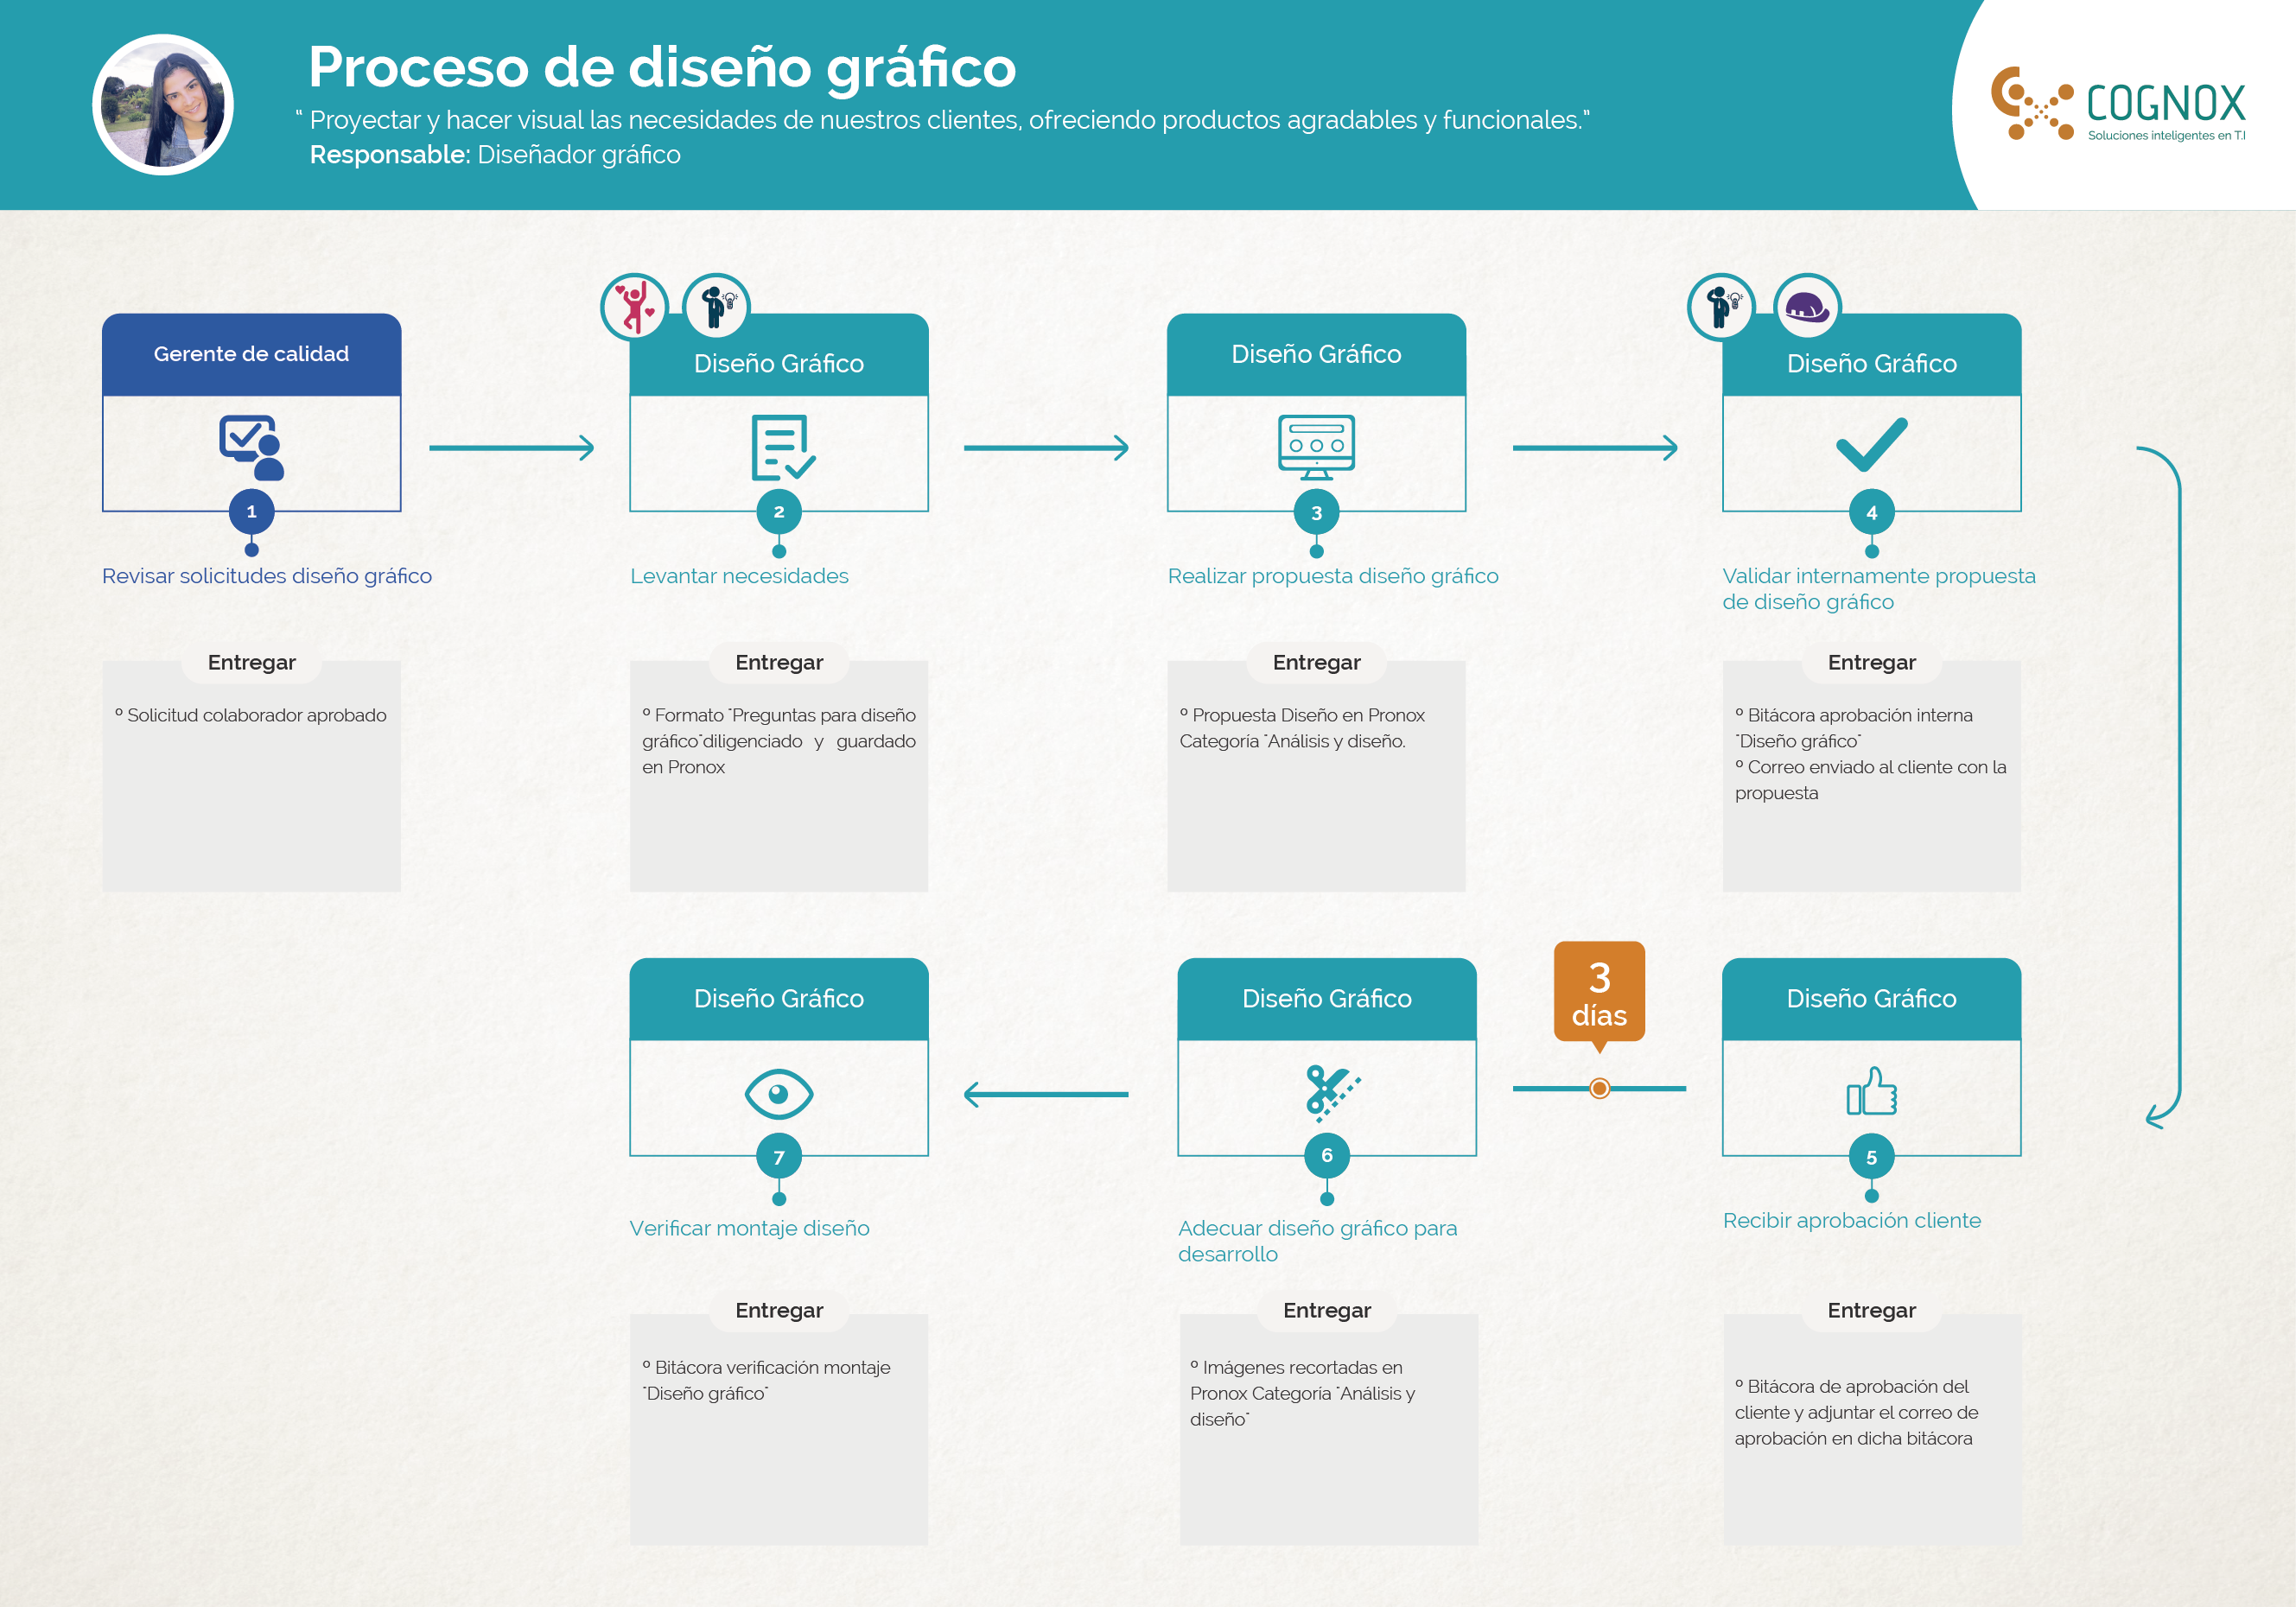 Proceso de diseño gráfico
“ Proyectar y hacer visual las necesidades de nuestros clientes, ofreciendo productos agradables y funcionales.”
Responsable: Diseñador gráfico
COGNOX
Soluciones inteligentes en T.I
Gerente de calidad
1
Revisar solicitudes diseño gráfico
Entregar
º Solicitud colaborador aprobado
Diseño Gráfico
2
Levantar necesidades
Entregar
º Formato "Preguntas para diseño
gráfico"diligenciado y guardado
en Pronox
Diseño Gráfico
3
Realizar propuesta diseño gráfico
Entregar
º Propuesta Diseño en Pronox
Categoría "Análisis y diseño.
Diseño Gráfico
4
Validar internamente propuesta
de diseño gráfico
Entregar
º Bitácora aprobación interna
"Diseño gráfico"
º Correo enviado al cliente con la
propuesta
Diseño Gráfico
5
Recibir aprobación cliente
Entregar
º Bitácora de aprobación del
cliente y adjuntar el correo de
aprobación en dicha bitácora
3
días
Diseño Gráfico
6
Adecuar diseño gráfico para
desarrollo
Entregar
º Imágenes recortadas en
Pronox Categoría "Análisis y
diseño"
Diseño Gráfico
7
Verificar montaje diseño
Entregar
º Bitácora verificación montaje
"Diseño gráfico"